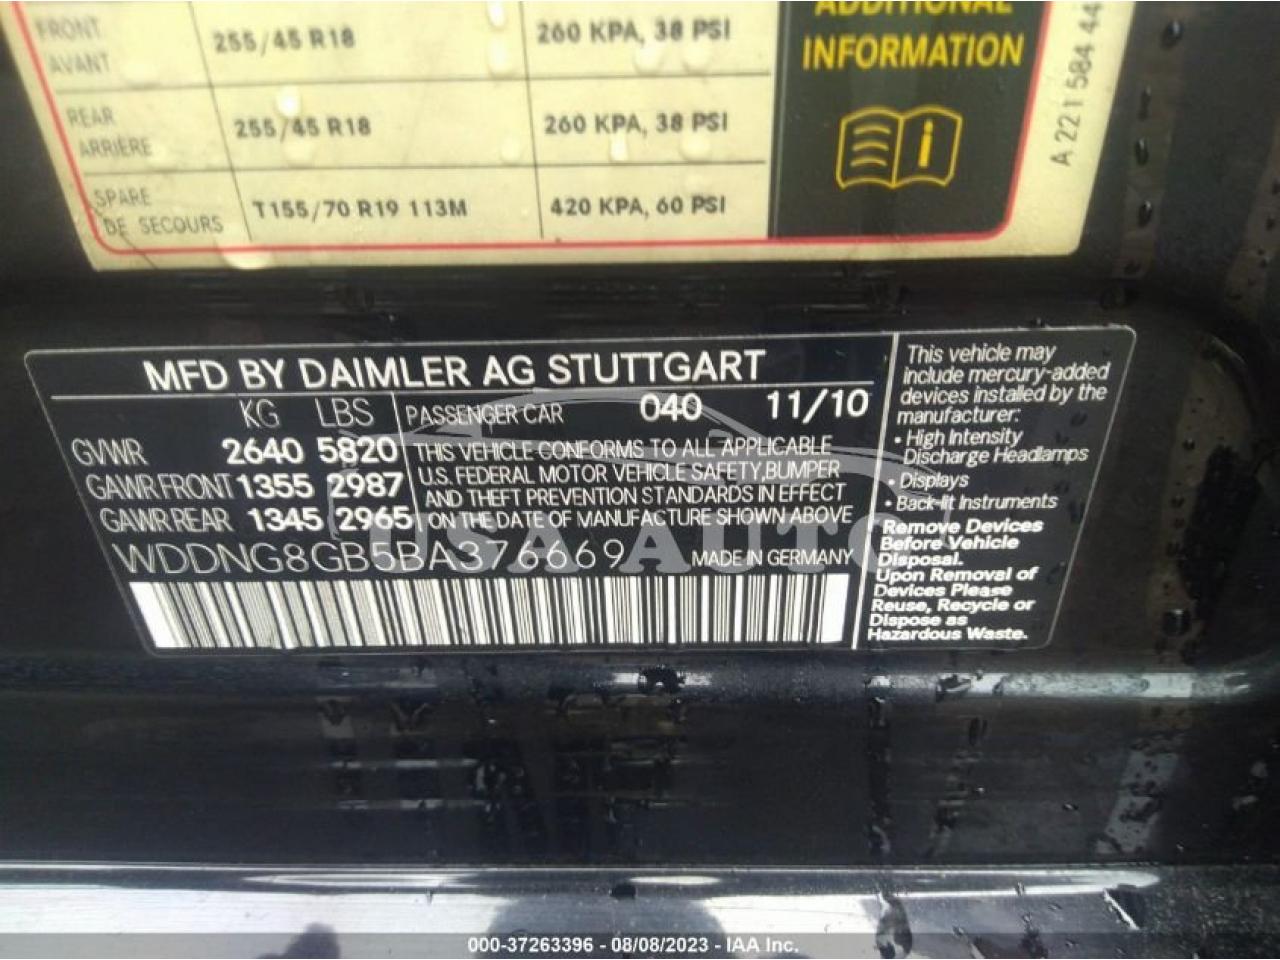 FRONT 255/45 R18 260 KPA, 38 PSI
AVANT
REAR 255/45 R18 260 KPA, 38 PSI
ARRIÈRE
SPARE T155/70 R19 113M 420 KPA, 60 PSI
DE SECOURS
ADDITIONAL
INFORMATION
i
A 221 584 44
MFD BY DAIMLER AG STUTTGART
KG LBS PASSENGER CAR 040 11/10
GVWR 2640 5820
GAWR FRONT 1355 2987
GAWR REAR 1345 2965
THIS VEHICLE CONFORMS TO ALL APPLICABLE
U.S. FEDERAL MOTOR VEHICLE SAFETY, BUMPER
AND THEFT PREVENTION STANDARDS IN EFFECT
ON THE DATE OF MANUFACTURE SHOWN ABOVE
WDDNG8GB5BA376669 MADE IN GERMANY
This vehicle may
include mercury-added
devices installed by the
manufacturer:
• High Intensity
Discharge Headlamps
• Displays
• Back-lit Instruments
Remove Devices
Before Vehicle
Disposal.
Upon Removal of
Devices Please
Reuse, Recycle or
Dispose as
Hazardous Waste.
USA AUTO
000-37263396 - 08/08/2023 - IAA Inc.